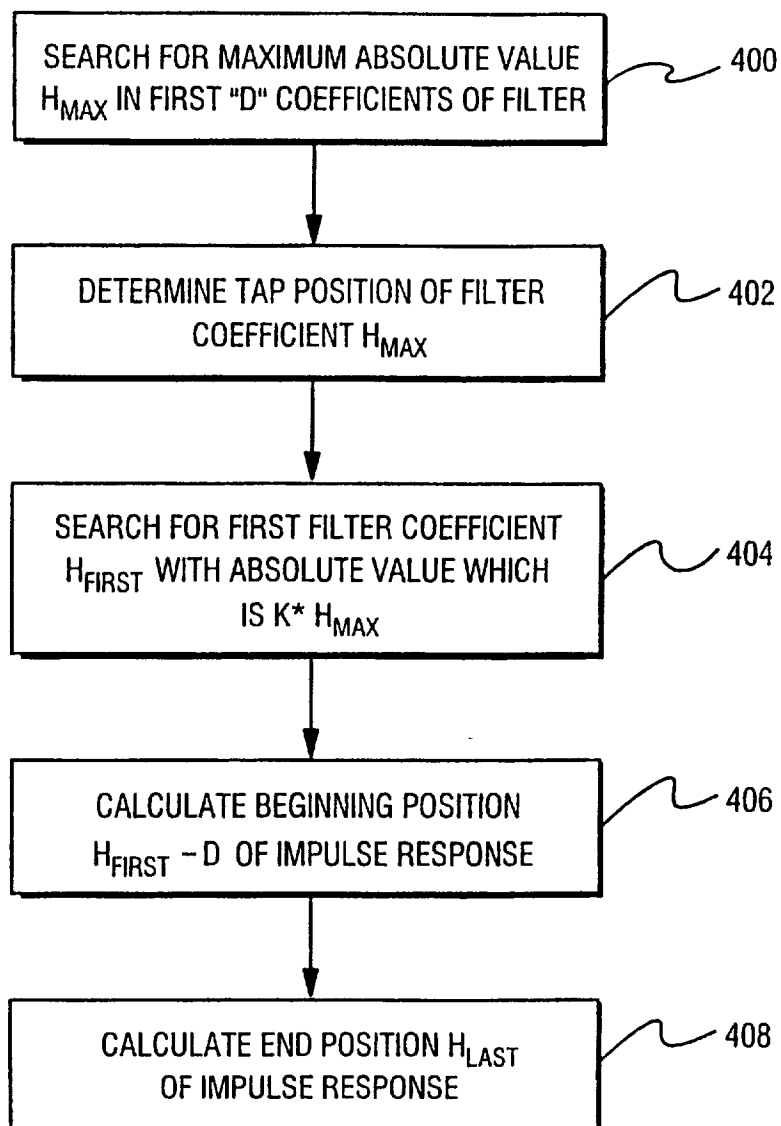 SEARCH FOR MAXIMUM ABSOLUTE VALUE
HMAX IN FIRST "D" COEFFICIENTS OF FILTER
400
DETERMINE TAP POSITION OF FILTER
COEFFICIENT HMAX
402
SEARCH FOR FIRST FILTER COEFFICIENT
HFIRST WITH ABSOLUTE VALUE WHICH
IS K* HMAX
404
CALCULATE BEGINNING POSITION
HFIRST – D OF IMPULSE RESPONSE
406
CALCULATE END POSITION HLAST
OF IMPULSE RESPONSE
408